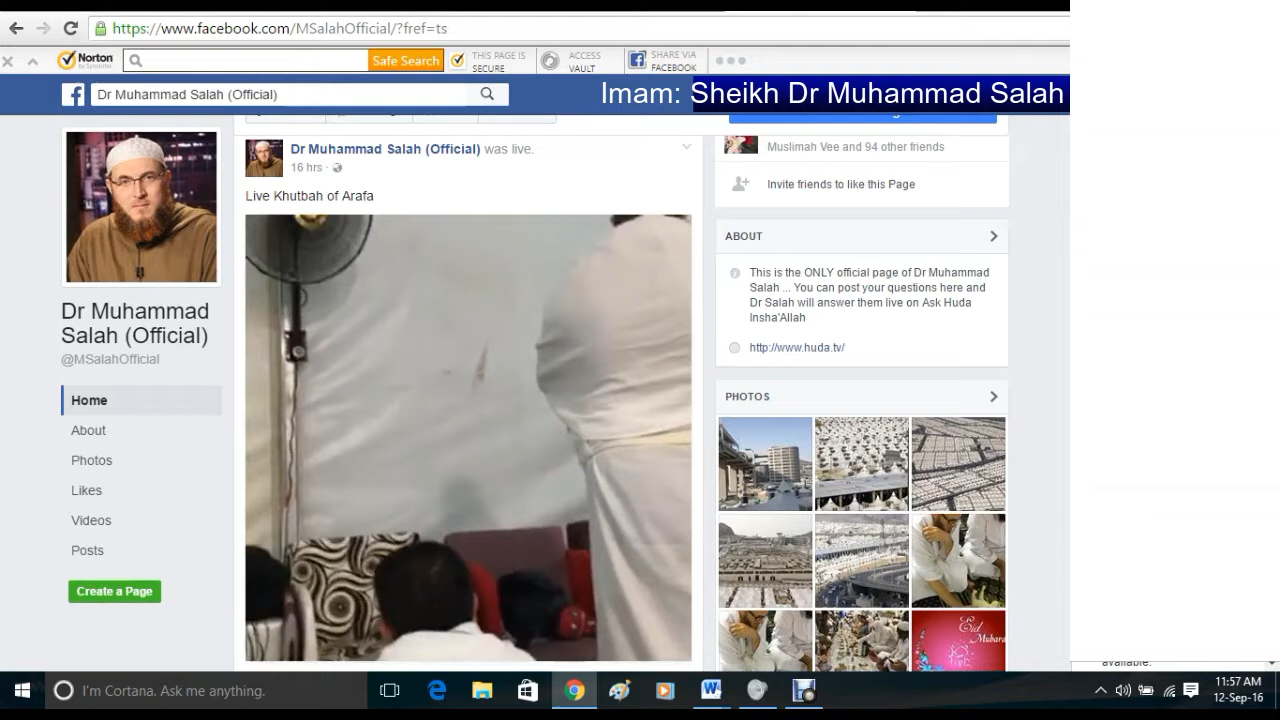 https://www.facebook.com/MSalahOfficial/?fref=ts
Norton
by Symantec
Safe Search
THIS PAGE IS
SECURE
ACCESS
VAULT
SHARE VIA
FACEBOOK
Dr Muhammad Salah (Official)
Imam: Sheikh Dr Muhammad Salah
Dr Muhammad
Salah (Official)
@MSalahOfficial
Home
About
Photos
Likes
Videos
Posts
Create a Page
Dr Muhammad Salah (Official) was live.
16 hrs ·
Live Khutbah of Arafa
Muslimah Vee and 94 other friends
Invite friends to like this Page
ABOUT
This is the ONLY official page of Dr Muhammad
Salah ... You can post your questions here and
Dr Salah will answer them live on Ask Huda
Insha'Allah
http://www.huda.tv/
PHOTOS
Eid
Mubara
available.
I'm Cortana. Ask me anything.
11:57 AM
12-Sep-16